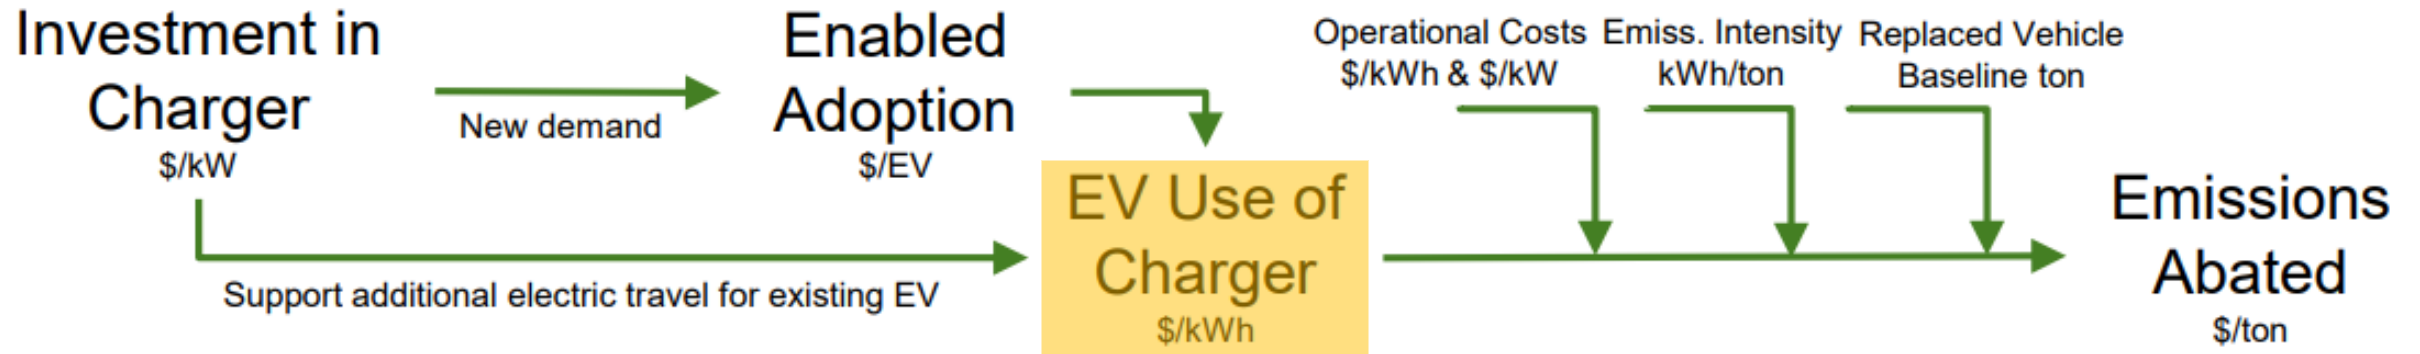 Investment in
Charger
$/kW
New demand
Enabled
Adoption
$/EV
Support additional electric travel for existing EV
EV Use of
Charger
$/kWh
Operational Costs
$/kWh & $/kW
Emiss. Intensity
kWh/ton
Replaced Vehicle
Baseline ton
Emissions
Abated
$/ton